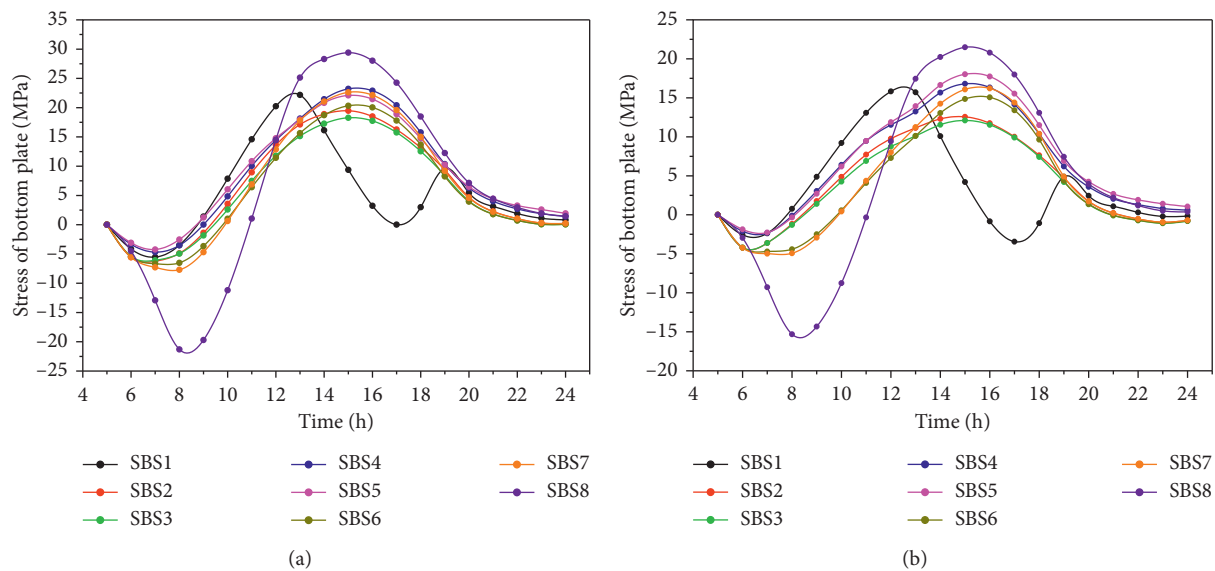 35
30
25
20
15
10
5
0
−5
−10
−15
−20
−25
Stress of bottom plate (MPa)
4 6 8 10 12 14 16 18 20 22 24
Time (h)
SBS1 SBS4 SBS7
SBS2 SBS5 SBS8
SBS3 SBS6
(a)
25
20
15
10
5
0
−5
−10
−15
−20
Stress of bottom plate (MPa)
4 6 8 10 12 14 16 18 20 22 24
Time (h)
SBS1 SBS4 SBS7
SBS2 SBS5 SBS8
SBS3 SBS6
(b)